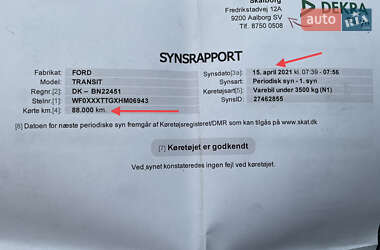 Skalborg
Fredrikstadvej 12A
9200 Aalborg SV
Tlf. 8750 0508
DEKRA
AUTO.RIA
SYNSRAPPORT
Fabrikat: FORD
Model: TRANSIT
Regnr.[2]: DK – BN22451
Stelnr.[1]: WF0XXXTTGXHM06943
Kørte km.[4]: 88.000 km.
Synsdato[3a]: 15. april 2021 kl. 07:39 - 07:56
Synsart: Periodisk syn - 1. syn
Køretøjsart[5]: Varebil under 3500 kg (N1)
SynsID: 27462855
[6] Datoen for næste periodiske syn fremgår af Køretøjsregisteret/DMR som kan tilgås på www.skat.dk.
[7] Køretøjet er godkendt
Ved synet konstateredes ingen fejl ved køretøjet.